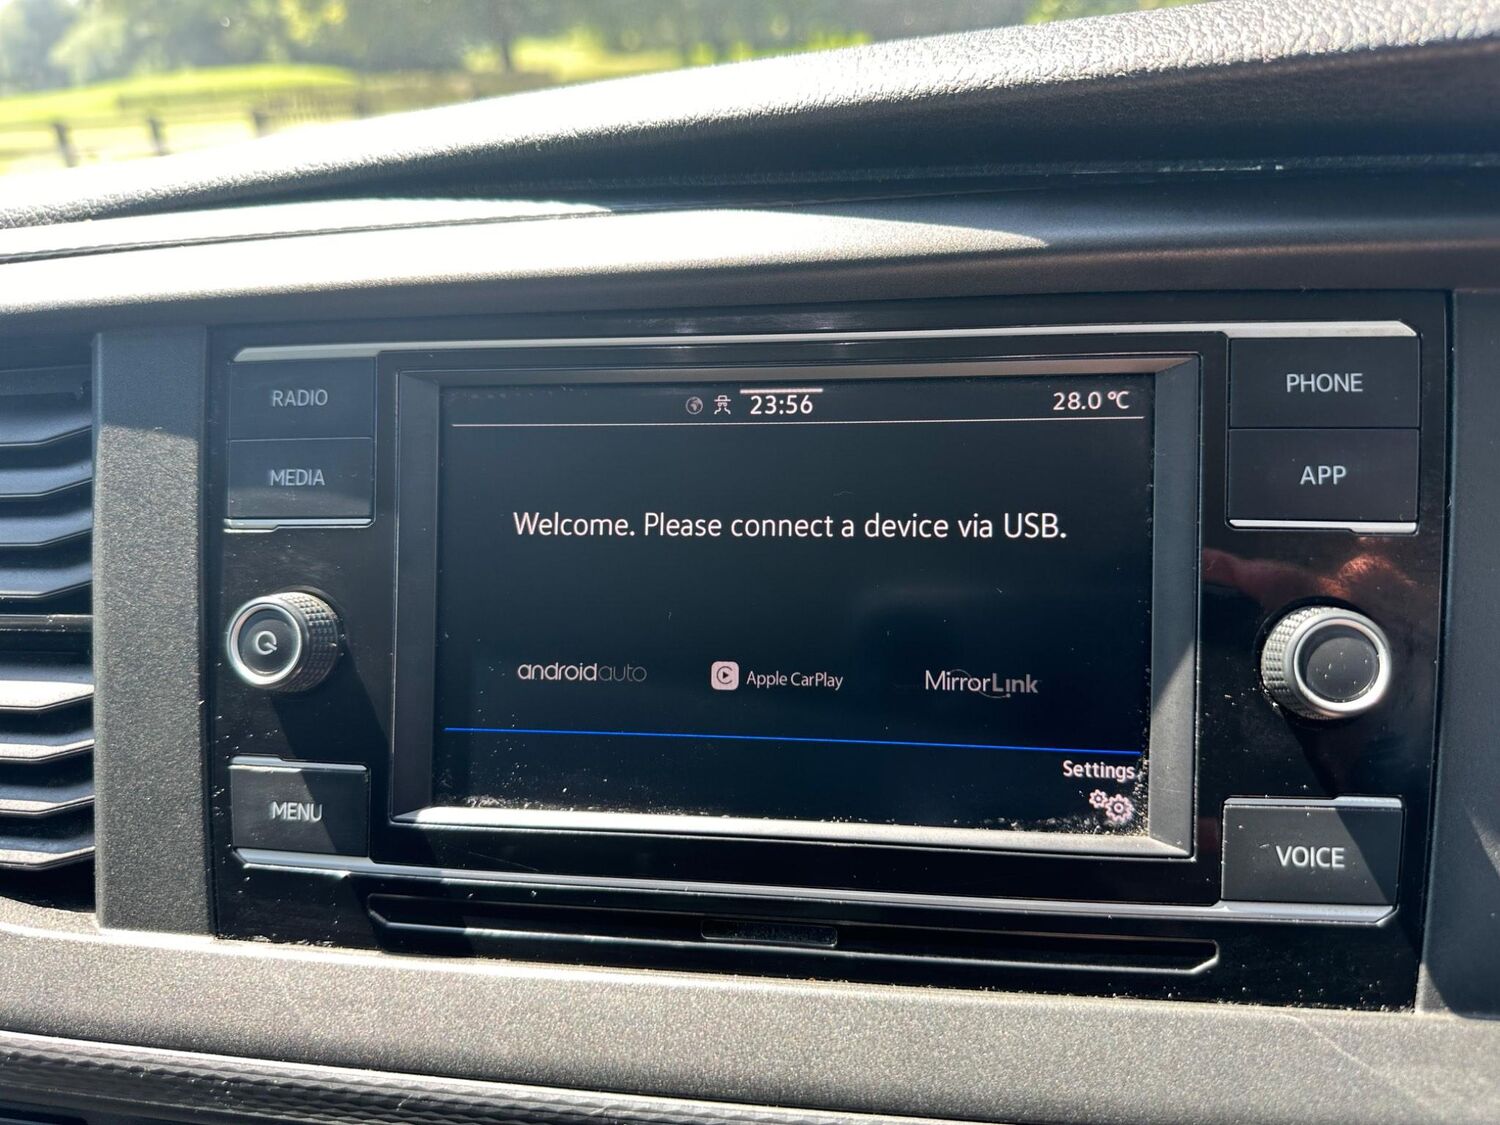 RADIO
MEDIA
MENU
23:56
28.0 °C
Welcome. Please connect a device via USB.
androidauto
Apple CarPlay
MirrorLink
Settings
PHONE
APP
VOICE